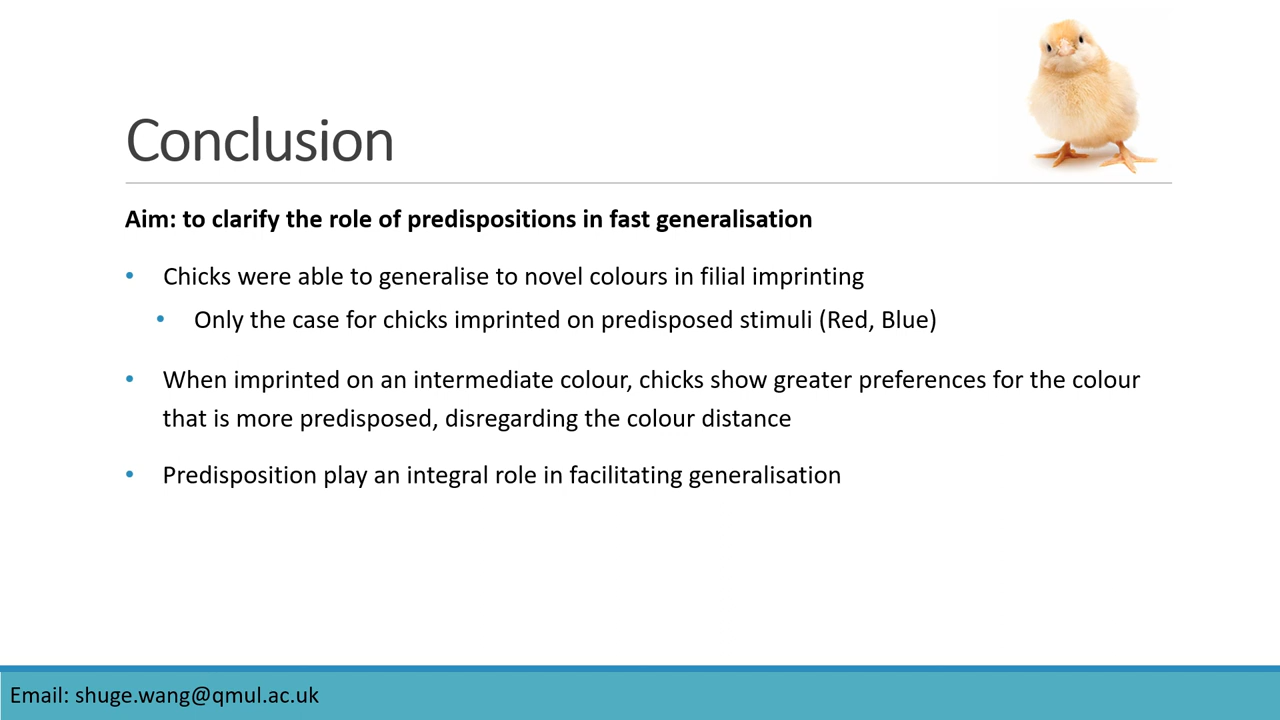 Conclusion
Aim: to clarify the role of predispositions in fast generalisation
• Chicks were able to generalise to novel colours in filial imprinting
• Only the case for chicks imprinted on predisposed stimuli (Red, Blue)
• When imprinted on an intermediate colour, chicks show greater preferences for the colour
that is more predisposed, disregarding the colour distance
• Predisposition play an integral role in facilitating generalisation
Email: shuge.wang@qmul.ac.uk